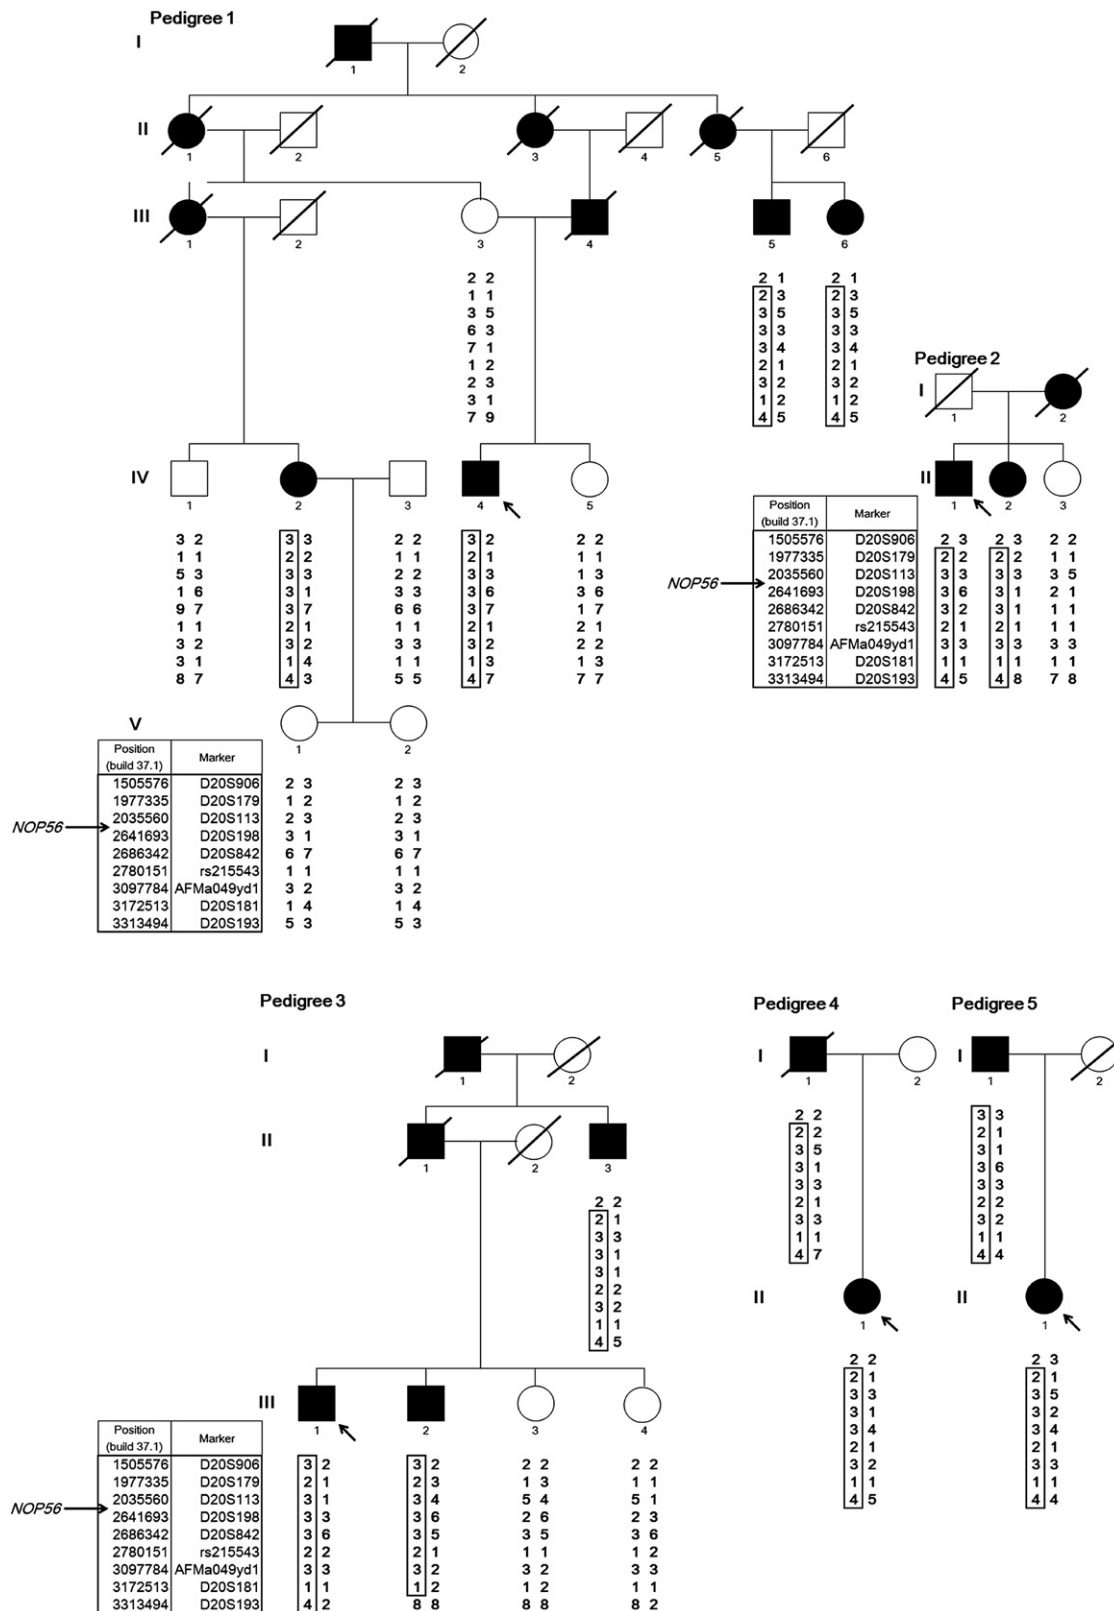 Pedigree 1
I
1 2
II
1 2 3 4 5 6
III
1 2 3 4 5 6
2 2
1 1
3 5
6 3
7 1
1 2
2 3
3 1
7 9
2 1
2 3
3 5
3 3
3 4
2 1
3 2
1 2
4 5
2 1
2 3
3 5
3 3
3 4
2 1
3 2
1 2
4 5
IV
1 2 3 4 5
3 2
1 1
5 3
1 6
9 7
1 1
3 2
3 1
8 7
3 3
2 2
3 3
3 1
3 7
2 1
3 2
1 4
4 3
2 2
1 1
2 2
3 3
6 6
1 1
3 3
1 1
5 5
3 2
2 1
3 3
3 6
3 7
2 1
3 2
1 3
4 7
2 2
1 1
1 3
3 6
1 7
2 1
2 2
1 3
7 7
V
1 2
Position (build 37.1) Marker
NOP56
1505576 D20S906 2 3 2 3
1977335 D20S179 1 2 1 2
2035560 D20S113 2 3 2 3
2641693 D20S198 3 1 3 1
2686342 D20S842 6 7 6 7
2780151 rs215543 1 1 1 1
3097784 AFMa049yd1 3 2 3 2
3172513 D20S181 1 4 1 4
3313494 D20S193 5 3 5 3
Pedigree 2
I
1 2
II
1 2 3
Position (build 37.1) Marker
NOP56
1505576 D20S906 2 3 2 3 2 2
1977335 D20S179 2 2 2 2 1 1
2035560 D20S113 3 3 3 3 3 5
2641693 D20S198 3 6 3 1 2 1
2686342 D20S842 3 2 3 1 1 1
2780151 rs215543 2 1 2 1 1 1
3097784 AFMa049yd1 3 3 3 3 3 3
3172513 D20S181 1 1 1 1 1 1
3313494 D20S193 4 5 4 8 7 8
Pedigree 3
I
1 2
II
1 2 3
2 2
2 1
3 3
3 1
3 1
2 2
3 2
1 1
4 5
III
1 2 3 4
Position (build 37.1) Marker
NOP56
1505576 D20S906 3 2 3 2 2 2 2 2
1977335 D20S179 2 1 2 3 1 3 1 1
2035560 D20S113 3 1 3 4 5 4 5 1
2641693 D20S198 3 3 3 6 2 6 2 3
2686342 D20S842 3 6 3 5 3 5 3 6
2780151 rs215543 2 2 2 1 1 1 1 2
3097784 AFMa049yd1 3 3 3 2 3 2 3 3
3172513 D20S181 1 1 1 2 1 2 1 1
3313494 D20S193 4 2 8 8 8 8 8 2
Pedigree 4
I
1 2
2 2
2 2
3 5
3 1
3 3
2 1
3 3
1 1
4 7
II
1
2 2
2 1
3 3
3 1
3 4
2 1
3 2
1 1
4 5
Pedigree 5
I
1 2
3 3
2 1
3 1
3 6
3 3
2 2
3 2
1 1
4 4
II
1
2 3
2 1
3 5
3 2
3 4
2 1
3 3
1 1
4 4